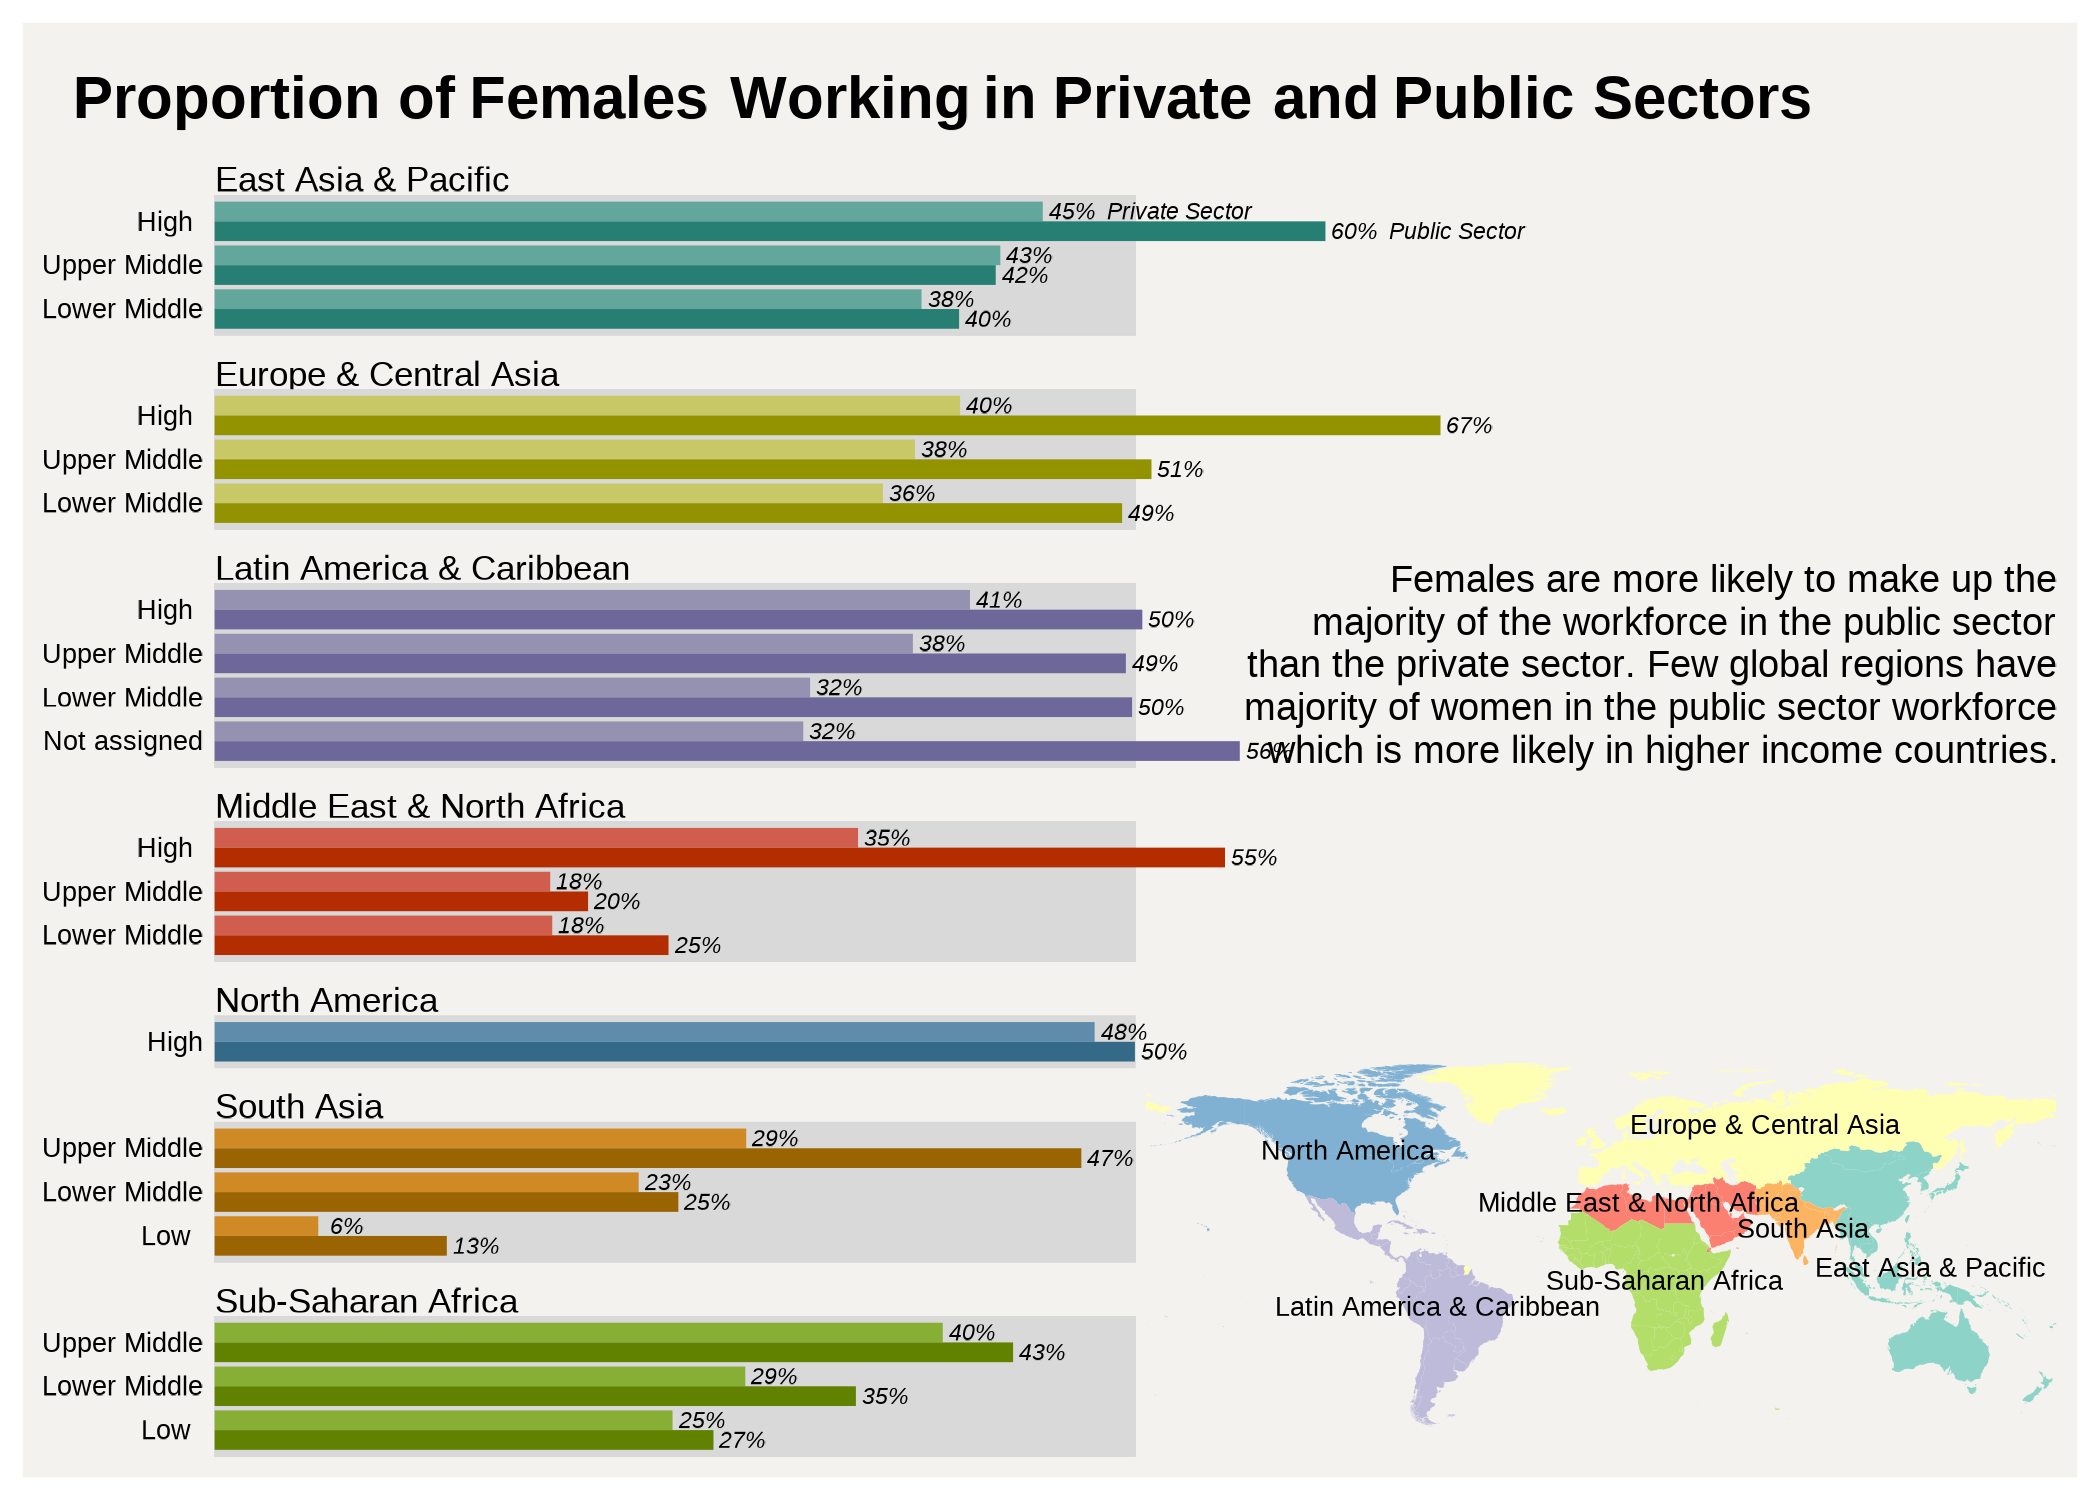 Proportion of Females Working in Private and Public Sectors
East Asia & Pacific
High 45% Private Sector
60% Public Sector
Upper Middle 43%
42%
Lower Middle 38%
40%
Europe & Central Asia
High 40%
67%
Upper Middle 38%
51%
Lower Middle 36%
49%
Latin America & Caribbean
High 41%
50%
Upper Middle 38%
49%
Lower Middle 32%
50%
Not assigned 32%
56%
Females are more likely to make up the
majority of the workforce in the public sector
than the private sector. Few global regions have
majority of women in the public sector workforce
which is more likely in higher income countries.
Middle East & North Africa
High 35%
55%
Upper Middle 18%
20%
Lower Middle 18%
25%
North America
High 48%
50%
South Asia
Upper Middle 29%
47%
Lower Middle 23%
25%
Low 6%
13%
Sub-Saharan Africa
Upper Middle 40%
43%
Lower Middle 29%
35%
Low 25%
27%
Europe & Central Asia
North America
Middle East & North Africa
South Asia
East Asia & Pacific
Sub-Saharan Africa
Latin America & Caribbean